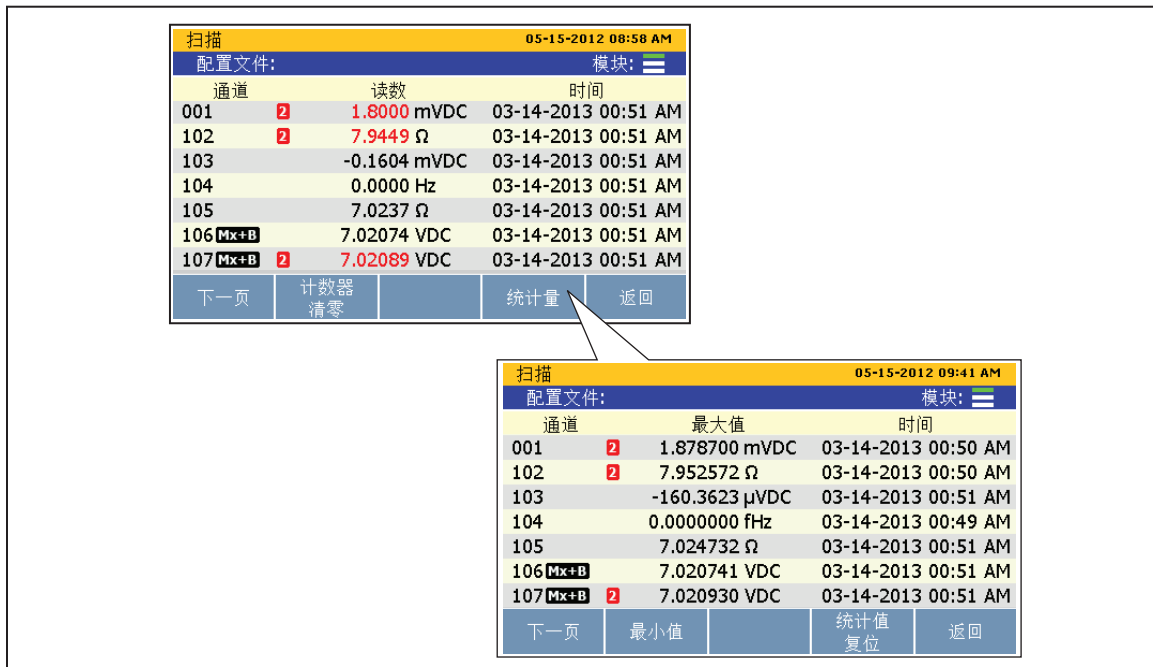 扫描 05-15-2012 08:58 AM
配置文件: 模块:
通道 读数 时间
001 2 1.8000 mVDC 03-14-2013 00:51 AM
102 2 7.9449 Ω 03-14-2013 00:51 AM
103 -0.1604 mVDC 03-14-2013 00:51 AM
104 0.0000 Hz 03-14-2013 00:51 AM
105 7.0237 Ω 03-14-2013 00:51 AM
106 Mx+B 7.02074 VDC 03-14-2013 00:51 AM
107 Mx+B 2 7.02089 VDC 03-14-2013 00:51 AM
下一页 计数器 统计量 返回
清零
扫描 05-15-2012 09:41 AM
配置文件: 模块:
通道 最大值 时间
001 2 1.878700 mVDC 03-14-2013 00:50 AM
102 2 7.952572 Ω 03-14-2013 00:50 AM
103 -160.3623 µVDC 03-14-2013 00:51 AM
104 0.0000000 fHz 03-14-2013 00:49 AM
105 7.024732 Ω 03-14-2013 00:51 AM
106 Mx+B 7.020741 VDC 03-14-2013 00:51 AM
107 Mx+B 2 7.020930 VDC 03-14-2013 00:51 AM
下一页 最小值 统计值 返回
复位